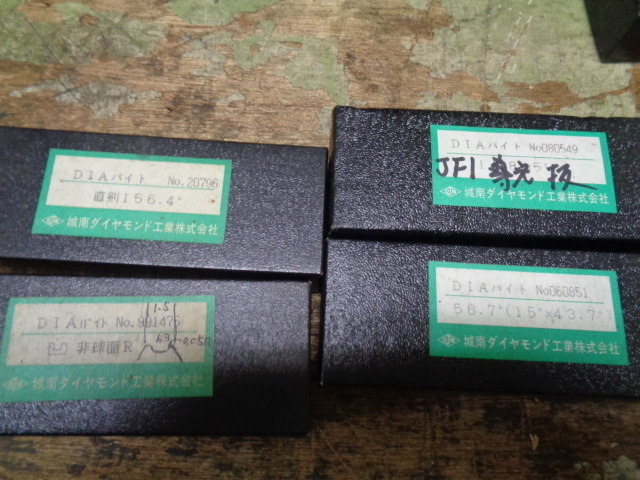 DIAバイト No.20796
直剣156.4°
城南ダイヤモンド工業株式会社
DIAバイト No080549
JFI
城南ダイヤモンド工業株式会社
DIAバイト No.991475
1.5
非球面R
城南ダイヤモンド工業株式会社
DIAバイト No060851
58.7°(15°×43.7°)
城南ダイヤモンド工業株式会社